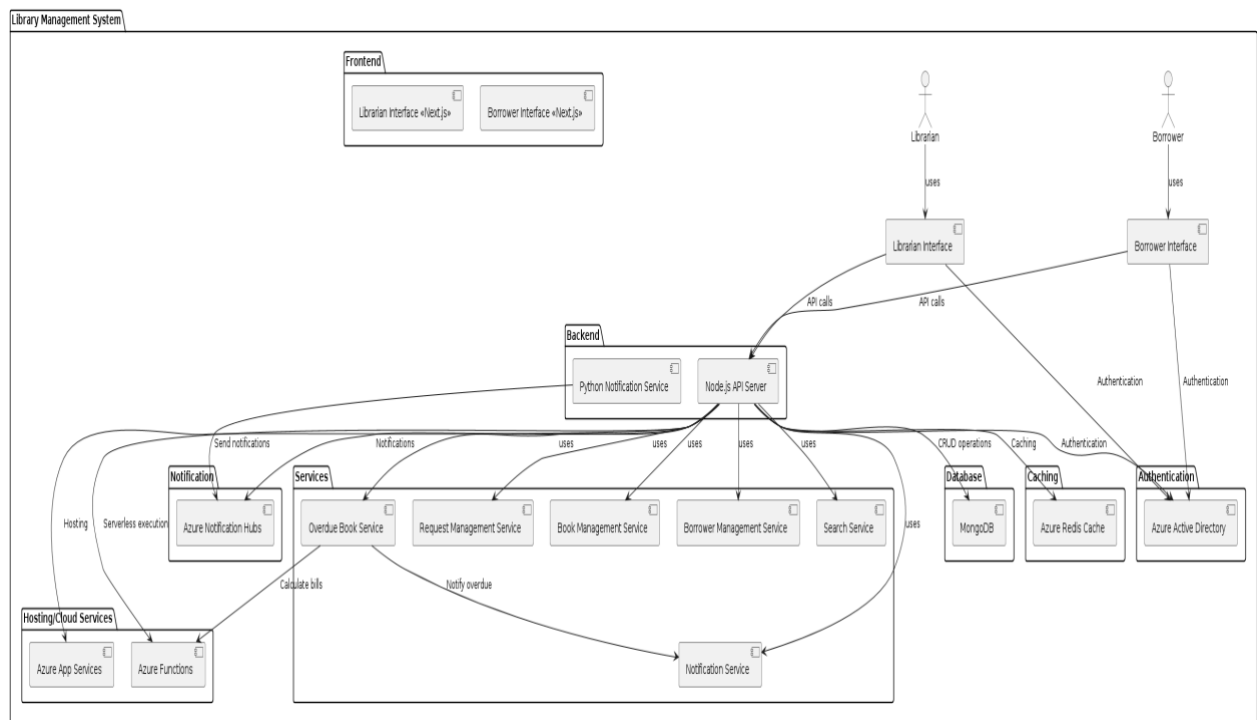 Library Management System
Frontend
Librarian Interface «Next.js»
Borrower Interface «Next.js»
Librarian
Borrower
uses
uses
Librarian Interface
Borrower Interface
API calls
API calls
Backend
Python Notification Service
Node.js API Server
Authentication
Authentication
Send notifications
Notifications
uses
uses
uses
uses
uses
CRUD operations
Caching
Authentication
Notification
Azure Notification Hubs
Services
Overdue Book Service
Request Management Service
Book Management Service
Borrower Management Service
Search Service
Database
MongoDB
Caching
Azure Redis Cache
Authentication
Azure Active Directory
Hosting
Serverless execution
uses
Calculate bills
Notify overdue
Hosting/Cloud Services
Azure App Services
Azure Functions
Notification Service